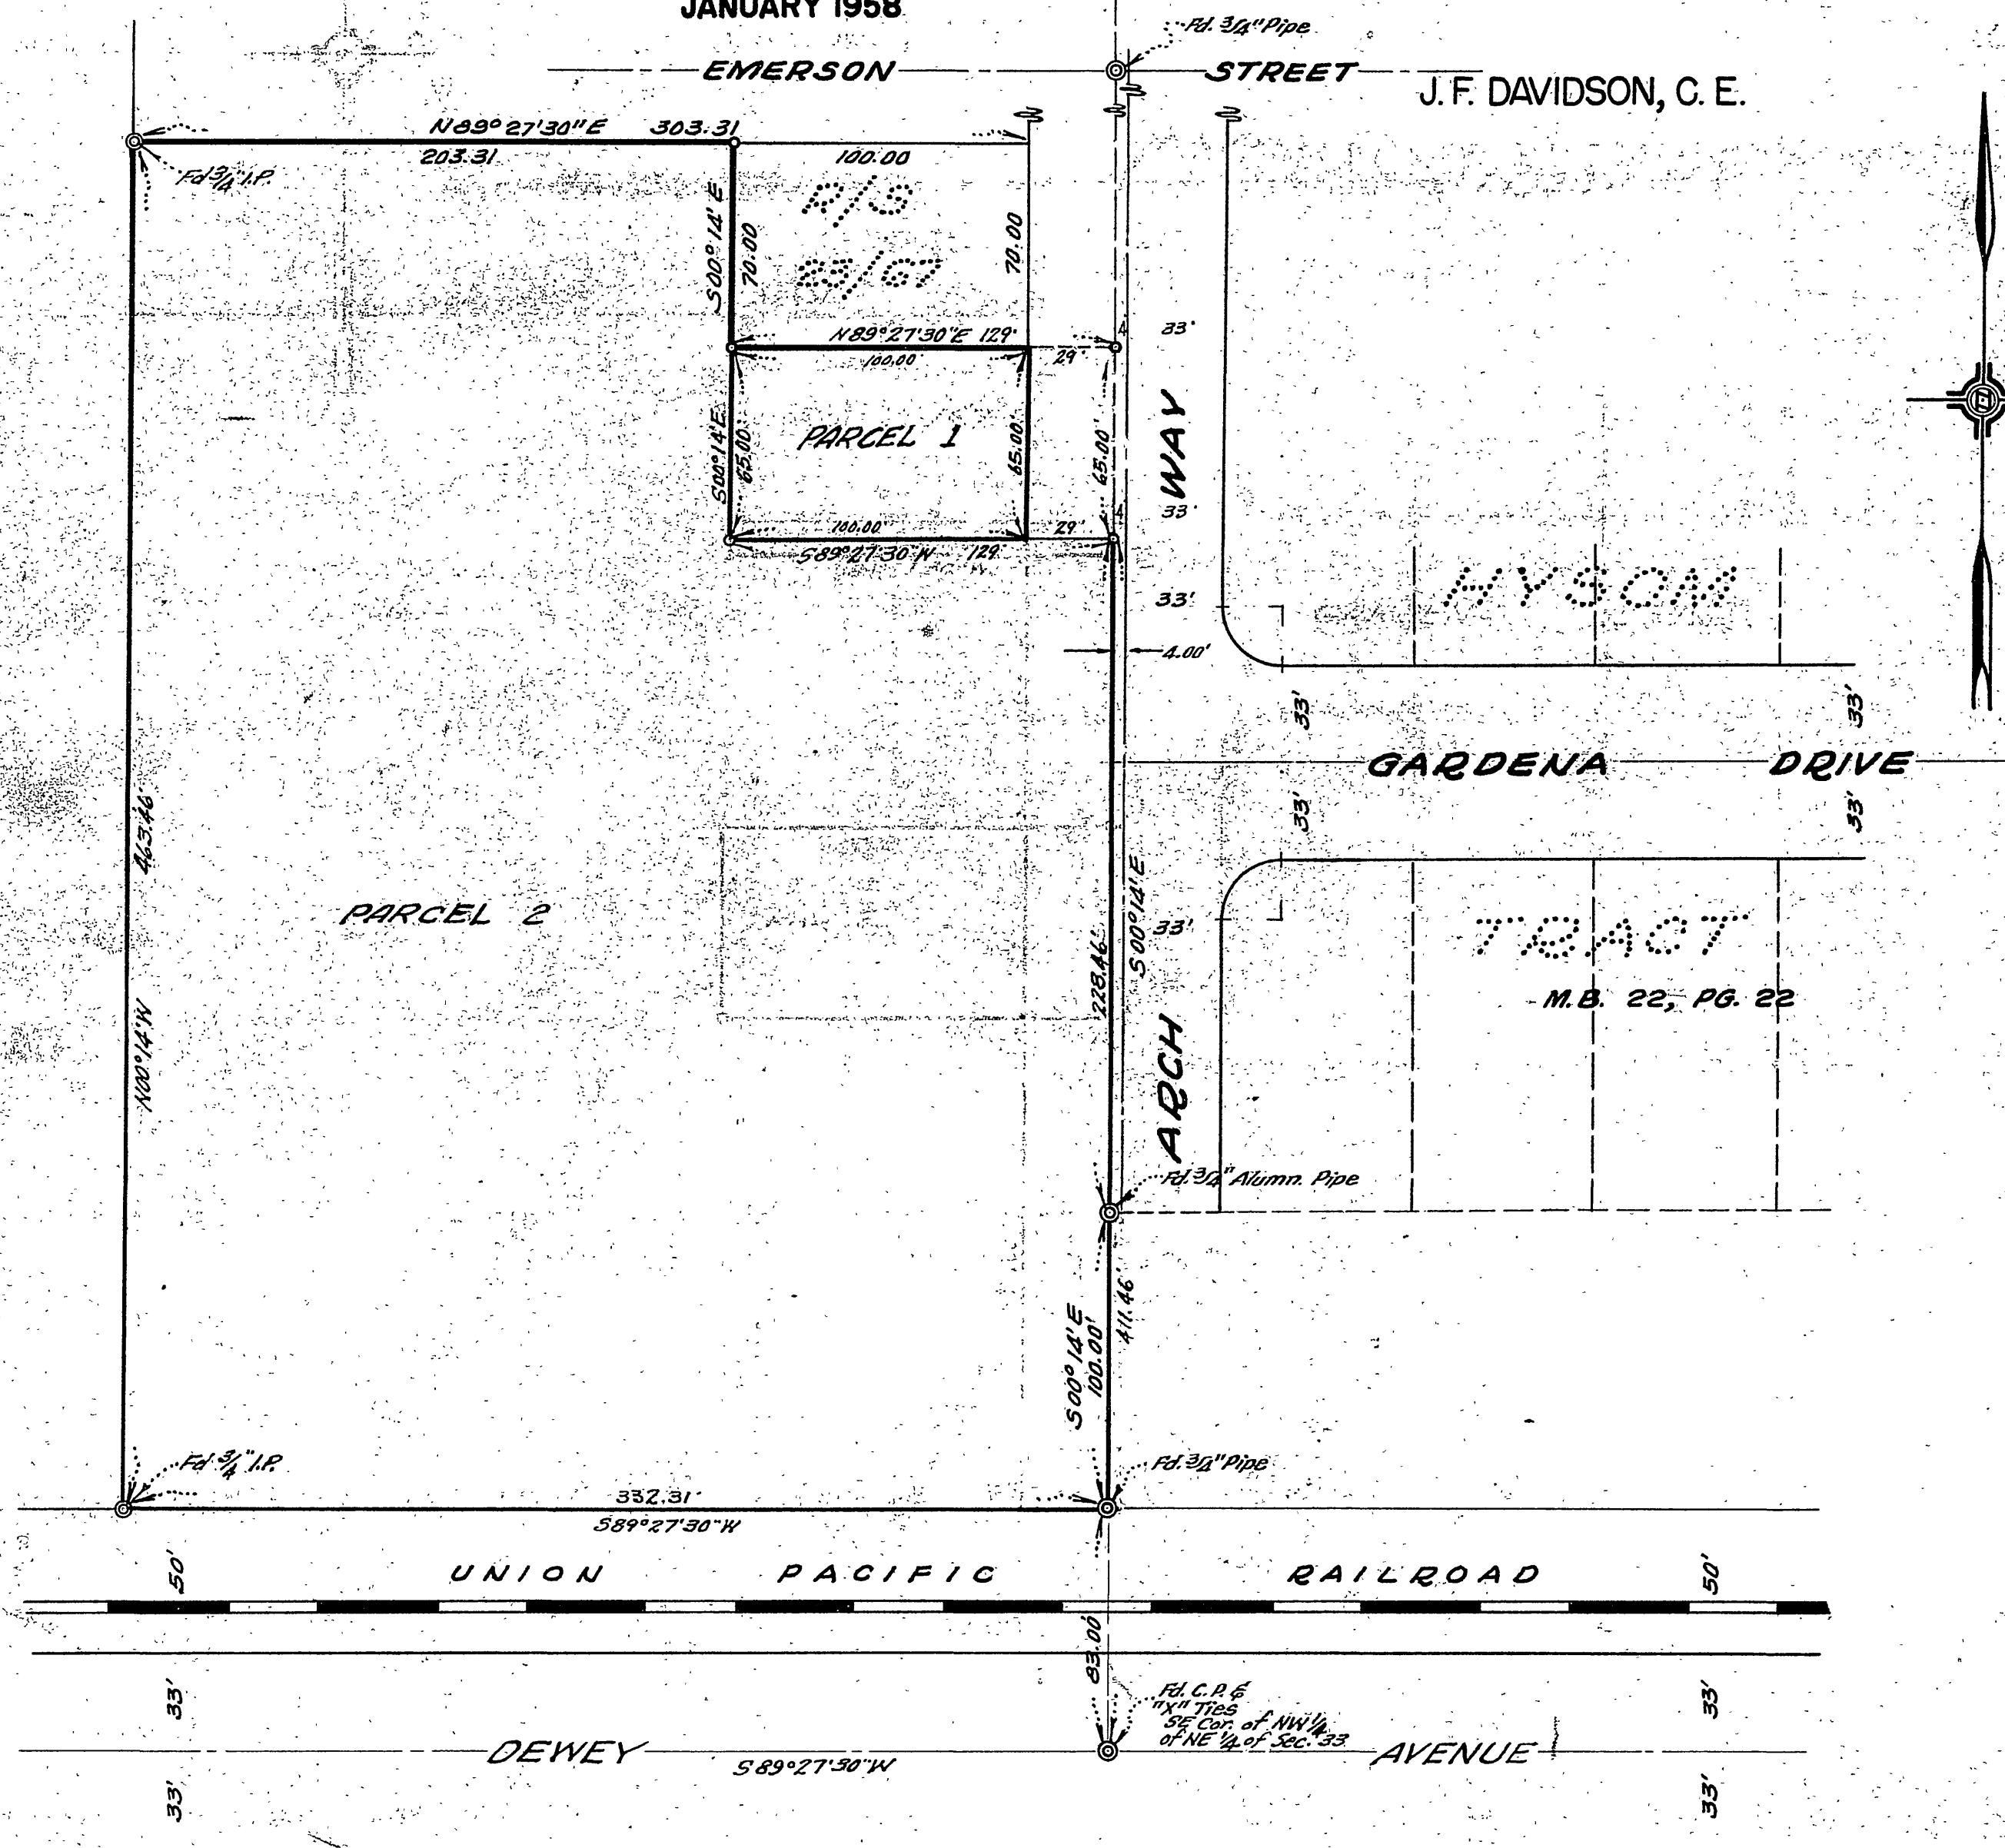 JANUARY 1958
Fd. 3/4" Pipe
EMERSON STREET
J. F. DAVIDSON, C. E.
N89°27'30"E 303.31
203.31
100.00
Fd 3/4" I.P.
S00°14'E
70.00
R/S
70.00
N89°27'30"E 129'
100.00
29'
4'
33'
S00°14'E
65.00'
PARCEL 1
65.00'
65.00'
WAY
100.00'
29'
4'
33'
S89°27'30"W 129'
33'
HYSOM
4.00'
33'
33'
GARDENA DRIVE
33'
33'
463.46'
PARCEL 2
N00°14'W
228.46'
S00°14'E
33'
TRACT
M.B. 22, PG. 22
ARCH
Fd. 3/4" Alumn. Pipe
S00°14'E
100.00'
411.46'
Fd. 3/4" I.P.
Fd. 3/4" Pipe
332.31'
S89°27'30"W
50'
UNION PACIFIC RAILROAD
50'
83.00'
33'
Fd. C.P. &
"X" Ties
SE Cor. of NW 1/4
of NE 1/4 of Sec. 33
33'
DEWEY AVENUE
S89°27'30"W
33'
33'